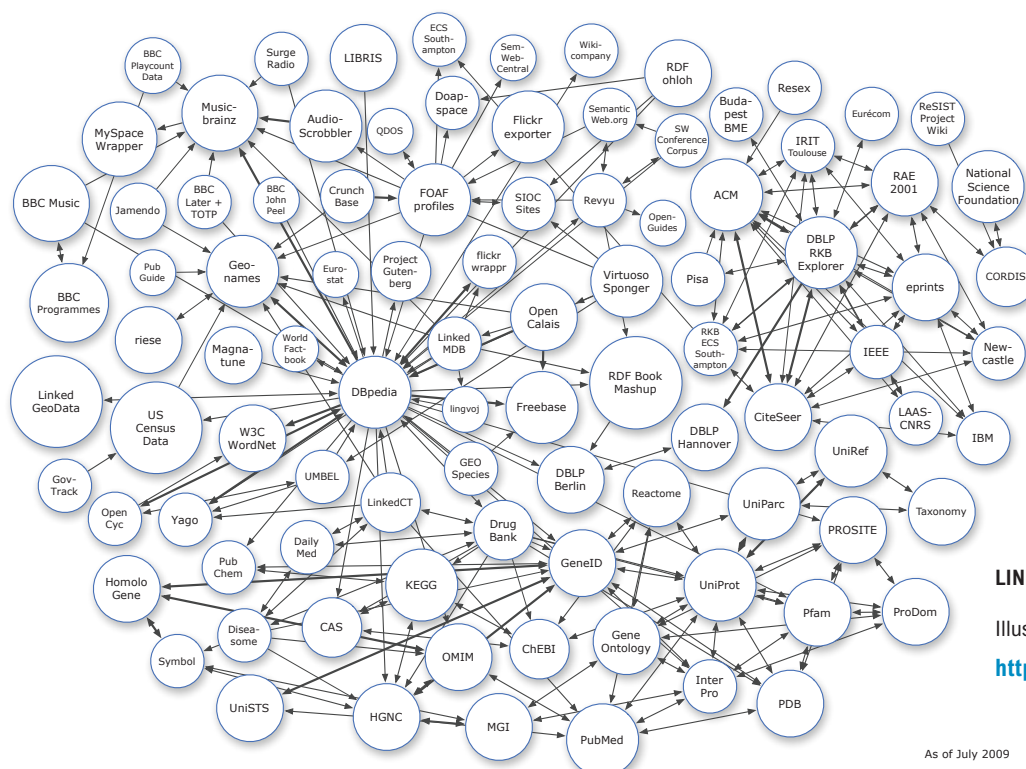 BBC
Playcount
Data
Surge
Radio
LIBRIS
ECS
South-
ampton
Sem-
Web-
Central
Wiki-
company
RDF
ohloh
Music-
brainz
Audio-
Scrobbler
QDOS
Doap-
space
Flickr
exporter
Semantic
Web.org
SW
Conference
Corpus
Buda-
pest
BME
Resex
Eurécom
ReSIST
Project
Wiki
MySpace
Wrapper
IRIT
Toulouse
RAE
2001
National
Science
Foundation
BBC Music
Jamendo
BBC
Later +
TOTP
BBC
John
Peel
Crunch
Base
FOAF
profiles
SIOC
Sites
Revyu
Open-
Guides
ACM
DBLP
RKB
Explorer
Pub
Guide
Geo-
names
Euro-
stat
Project
Guten-
berg
flickr
wrappr
Virtuoso
Sponger
Pisa
eprints
CORDIS
BBC
Programmes
riese
Magna-
tune
World
Fact-
book
Linked
MDB
Open
Calais
RKB
ECS
South-
ampton
IEEE
New-
castle
Linked
GeoData
US
Census
Data
W3C
WordNet
DBpedia
lingvoj
Freebase
RDF Book
Mashup
DBLP
Hannover
CiteSeer
LAAS-
CNRS
IBM
Gov-
Track
Open
Cyc
Yago
UMBEL
LinkedCT
GEO
Species
DBLP
Berlin
Reactome
UniParc
UniRef
Taxonomy
PROSITE
Pub
Chem
Daily
Med
Drug
Bank
Homolo
Gene
KEGG
GeneID
UniProt
Pfam
ProDom
LIN
Symbol
Disea-
some
CAS
OMIM
ChEBI
Gene
Ontology
Inter
Pro
PDB
Illus
http
UniSTS
HGNC
MGI
PubMed
As of July 2009